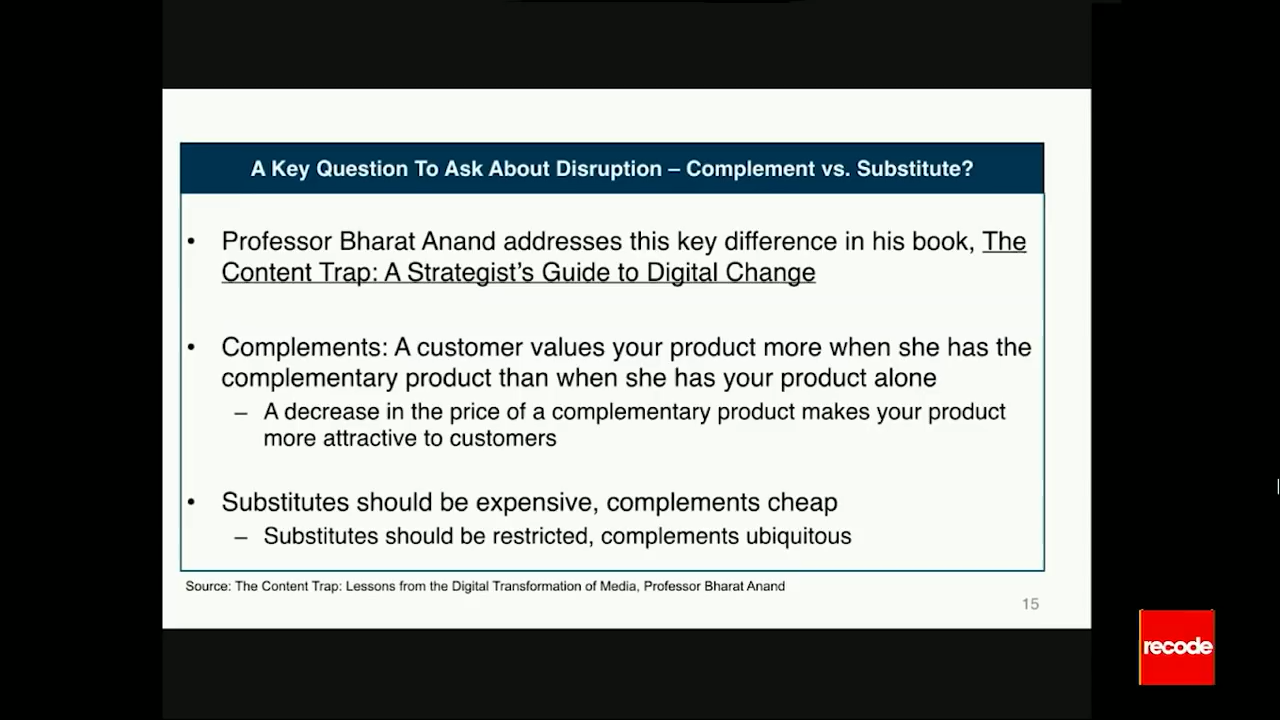 A Key Question To Ask About Disruption – Complement vs. Substitute?
• Professor Bharat Anand addresses this key difference in his book, The
Content Trap: A Strategist's Guide to Digital Change
• Complements: A customer values your product more when she has the
complementary product than when she has your product alone
– A decrease in the price of a complementary product makes your product
more attractive to customers
• Substitutes should be expensive, complements cheap
– Substitutes should be restricted, complements ubiquitous
Source: The Content Trap: Lessons from the Digital Transformation of Media, Professor Bharat Anand
15
recode